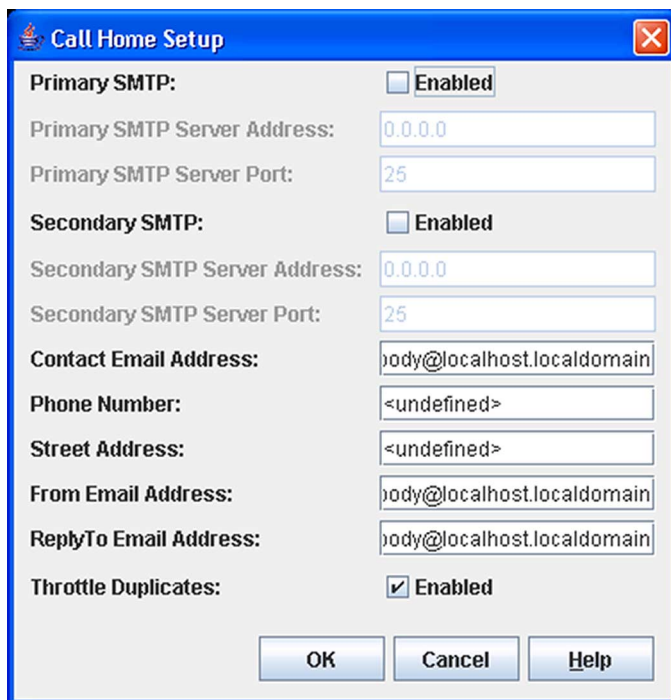 Call Home Setup
Primary SMTP: Enabled
Primary SMTP Server Address: 0.0.0.0
Primary SMTP Server Port: 25
Secondary SMTP: Enabled
Secondary SMTP Server Address: 0.0.0.0
Secondary SMTP Server Port: 25
Contact Email Address: ody@localhost.localdomain
Phone Number: <undefined>
Street Address: <undefined>
From Email Address: ody@localhost.localdomain
ReplyTo Email Address: ody@localhost.localdomain
Throttle Duplicates: Enabled
OK Cancel Help